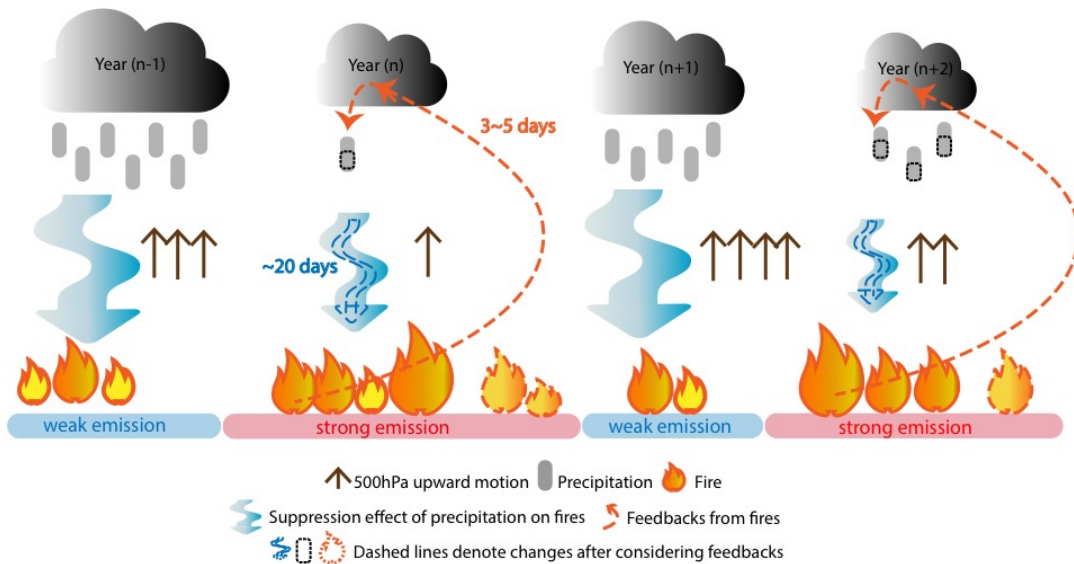 Year (n-1)
Year (n)
Year (n+1)
Year (n+2)
3~5 days
~20 days
weak emission
strong emission
weak emission
strong emission
500hPa upward motion
Precipitation
Fire
Suppression effect of precipitation on fires
Feedbacks from fires
Dashed lines denote changes after considering feedbacks